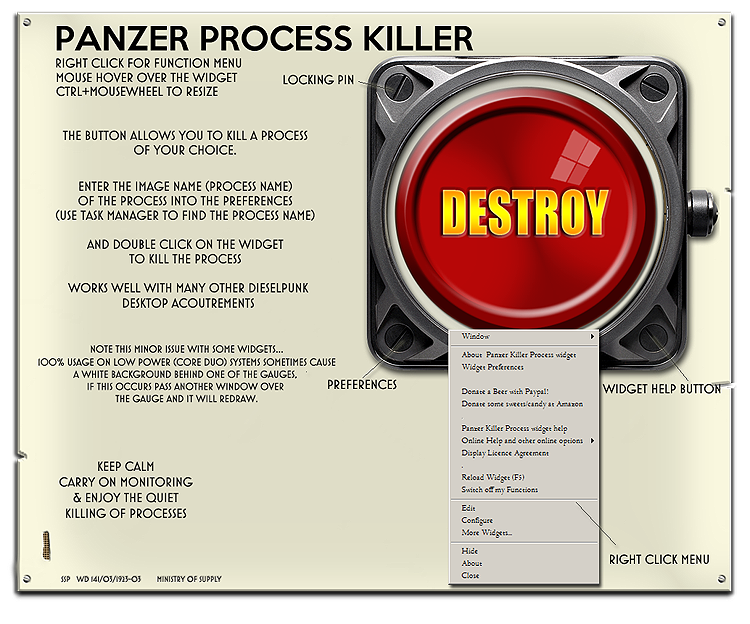 PANZER PROCESS KILLER
RIGHT CLICK FOR FUNCTION MENU
MOUSE HOVER OVER THE WIDGET
CTRL+MOUSEWHEEL TO RESIZE
LOCKING PIN
THE BUTTON ALLOWS YOU TO KILL A PROCESS
OF YOUR CHOICE.
ENTER THE IMAGE NAME (PROCESS NAME)
OF THE PROCESS INTO THE PREFERENCES
(USE TASK MANAGER TO FIND THE PROCESS NAME)
AND DOUBLE CLICK ON THE WIDGET
TO KILL THE PROCESS
WORKS WELL WITH MANY OTHER DIESELPUNK
DESKTOP ACOUTREMENTS
NOTE THIS MINOR ISSUE WITH SOME WIDGETS...
100% USAGE ON LOW POWER (CORE DUO) SYSTEMS SOMETIMES CAUSE
A WHITE BACKGROUND BEHIND ONE OF THE GAUGES,
IF THIS OCCURS PASS ANOTHER WINDOW OVER
THE GAUGE AND IT WILL REDRAW.
KEEP CALM
CARRY ON MONITORING
& ENJOY THE QUIET
KILLING OF PROCESSES
SSP WD 141/O3/1923-O3 MINISTRY OF SUPPLY
DESTROY
PREFERENCES
WIDGET HELP BUTTON
Window
About Panzer Killer Process widget
Widget Preferences
Donate a Beer with Paypal!
Donate some sweets/candy at Amazon
.
Panzer Killer Process widget help
Online Help and other online options
Display Licence Agreement
.
Reload Widget (F5)
Switch off my Functions
Edit
Configure
More Widgets...
Hide
About
Close
RIGHT CLICK MENU